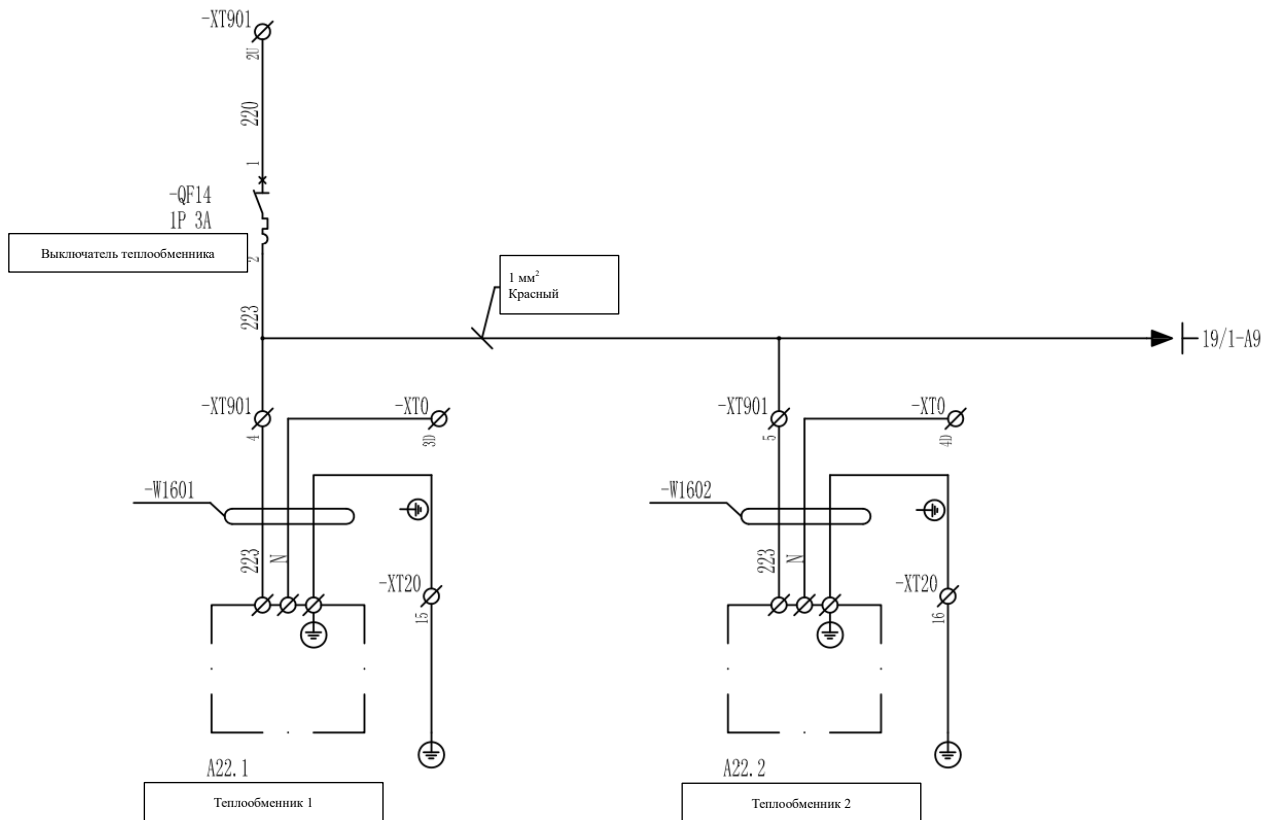 -XT901
2U
220
1
-QF14
1P 3A
Выключатель теплообменника
2
223
1 мм²
Красный
19/1-A9
-XT901
4
-XT0
3D
-XT901
5
-XT0
4D
-W1601
-W1602
223
N
-XT20
15
223
N
-XT20
16
A22.1
Теплообменник 1
A22.2
Теплообменник 2